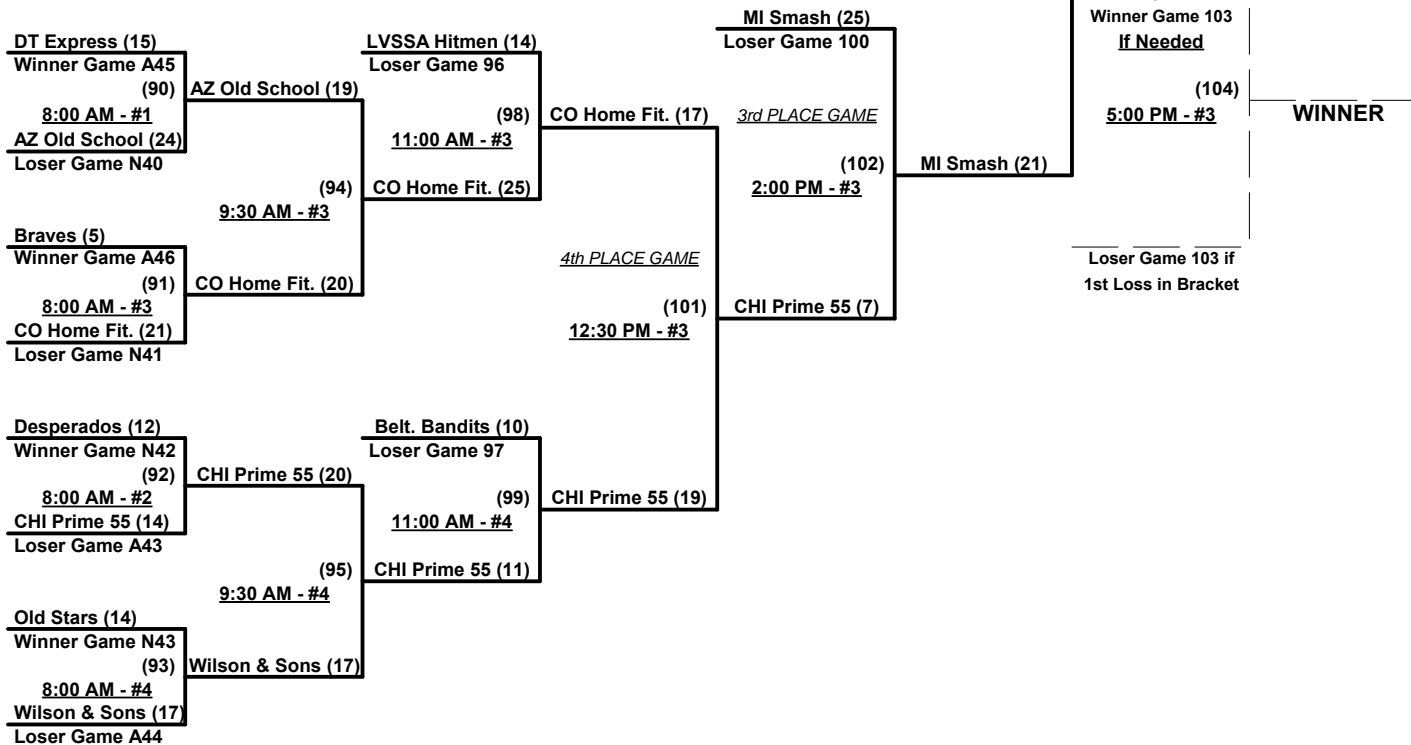 DT Express (15)
Winner Game A45
(90)
8:00 AM - #1
AZ Old School (24)
Loser Game N40
AZ Old School (19)
Braves (5)
Winner Game A46
(91)
8:00 AM - #3
CO Home Fit. (21)
Loser Game N41
CO Home Fit. (20)
(94)
9:30 AM - #3
Desperados (12)
Winner Game N42
(92)
8:00 AM - #2
CHI Prime 55 (14)
Loser Game A43
CHI Prime 55 (20)
Old Stars (14)
Winner Game N43
(93)
8:00 AM - #4
Wilson & Sons (17)
Loser Game A44
Wilson & Sons (17)
(95)
9:30 AM - #4
LVSSA Hitmen (14)
Loser Game 96
(98)
11:00 AM - #3
CO Home Fit. (25)
CO Home Fit. (17)
Belt. Bandits (10)
Loser Game 97
(99)
11:00 AM - #4
CHI Prime 55 (11)
CHI Prime 55 (19)
4th PLACE GAME
(101)
12:30 PM - #3
MI Smash (25)
Loser Game 100
3rd PLACE GAME
(102)
2:00 PM - #3
CHI Prime 55 (7)
MI Smash (21)
Winner Game 103
If Needed
(104)
5:00 PM - #3
Loser Game 103 if
1st Loss in Bracket
WINNER